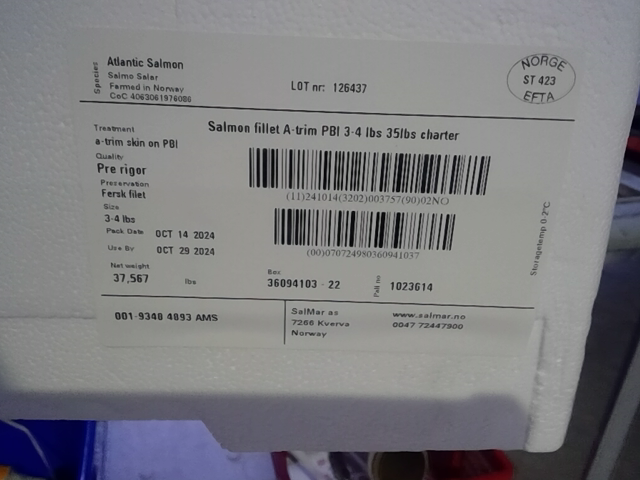 Species
Atlantic Salmon
Salmo Salar
Farmed in Norway
CoC: 4063061976086
LOT nr: 126437
NORGE
ST 423
EFTA
Treatment
a-trim skin on PBI
Salmon fillet A-trim PBI 3-4 lbs 35lbs charter
Quality
Pre rigor
Preservation
Fersk filet
(11)241014(3202)003757(90)02NO
Size
3-4 lbs
Pack Date OCT 14 2024
Use By OCT 29 2024
(00)070724980360941037
Storagetemp 0-2°C
Net weight
37,567 lbs
Box
36094103 - 22
Pall no 1023614
001-9340 4093 AMS
SalMar as
7266 Kverva
Norway
www.salmar.no
0047 72447900